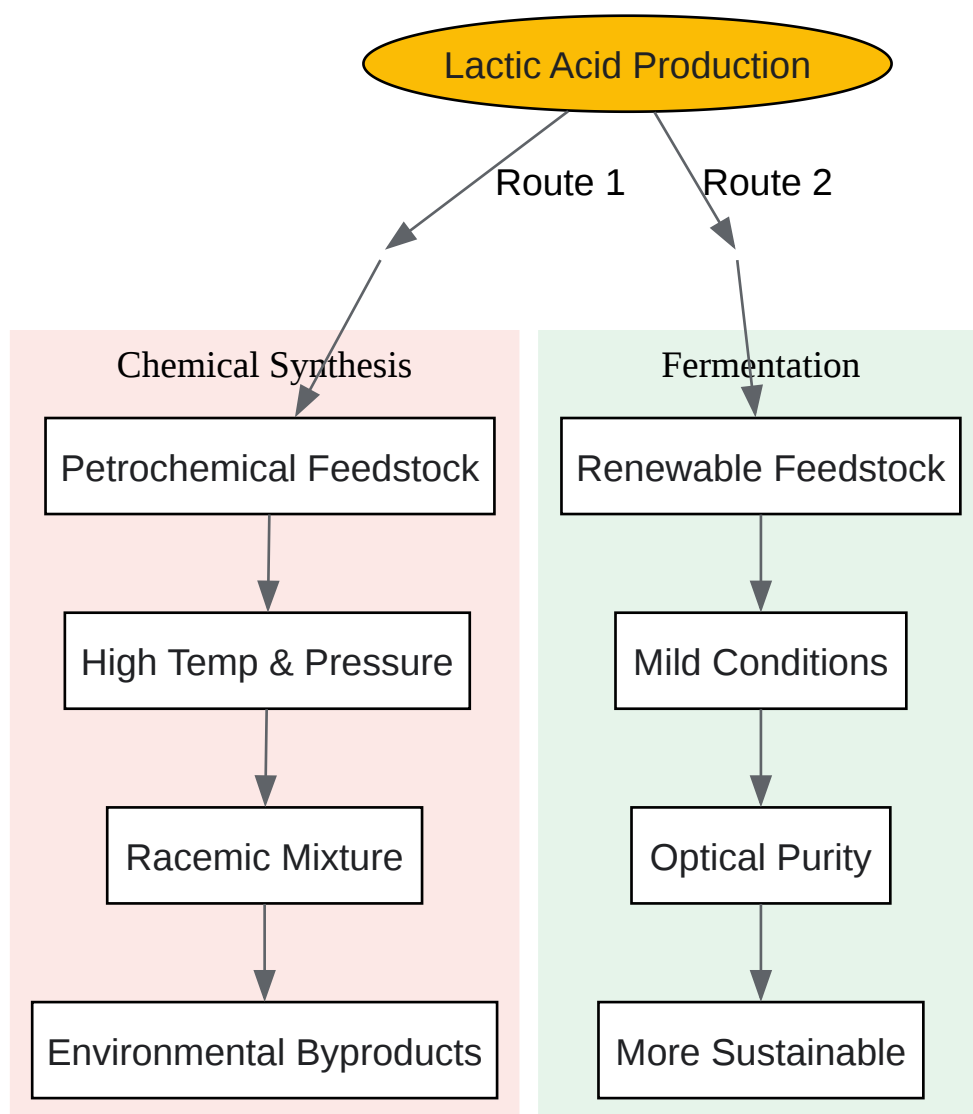 Lactic Acid Production
Route 1
Route 2
Chemical Synthesis
Petrochemical Feedstock
High Temp & Pressure
Racemic Mixture
Environmental Byproducts
Fermentation
Renewable Feedstock
Mild Conditions
Optical Purity
More Sustainable